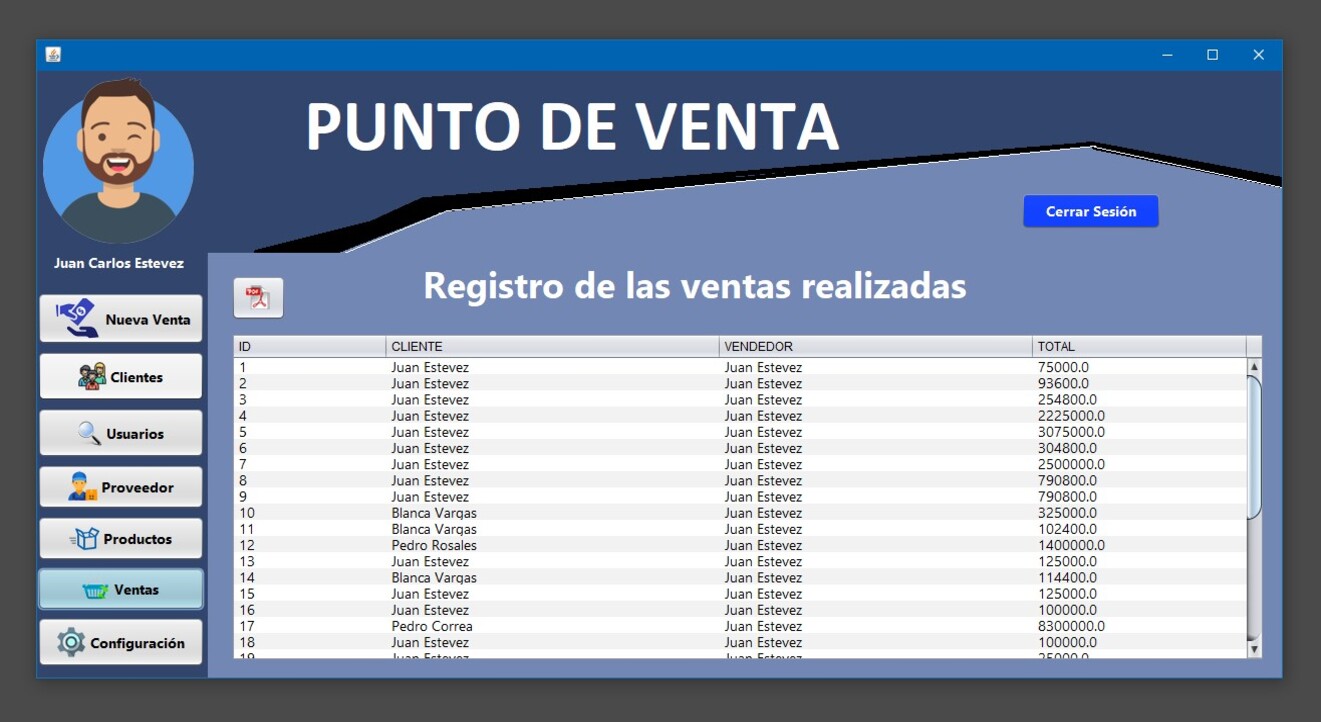 PUNTO DE VENTA
Cerrar Sesión
Juan Carlos Estevez
Nueva Venta
Clientes
Usuarios
Proveedor
Productos
Ventas
Configuración
PDF
Registro de las ventas realizadas
ID CLIENTE VENDEDOR TOTAL
1 Juan Estevez Juan Estevez 75000.0
2 Juan Estevez Juan Estevez 93600.0
3 Juan Estevez Juan Estevez 254800.0
4 Juan Estevez Juan Estevez 2225000.0
5 Juan Estevez Juan Estevez 3075000.0
6 Juan Estevez Juan Estevez 304800.0
7 Juan Estevez Juan Estevez 2500000.0
8 Juan Estevez Juan Estevez 790800.0
9 Juan Estevez Juan Estevez 790800.0
10 Blanca Vargas Juan Estevez 325000.0
11 Blanca Vargas Juan Estevez 102400.0
12 Pedro Rosales Juan Estevez 1400000.0
13 Juan Estevez Juan Estevez 125000.0
14 Blanca Vargas Juan Estevez 114400.0
15 Juan Estevez Juan Estevez 125000.0
16 Juan Estevez Juan Estevez 100000.0
17 Pedro Correa Juan Estevez 8300000.0
18 Juan Estevez Juan Estevez 100000.0
19 Juan Estevez Juan Estevez 25000.0